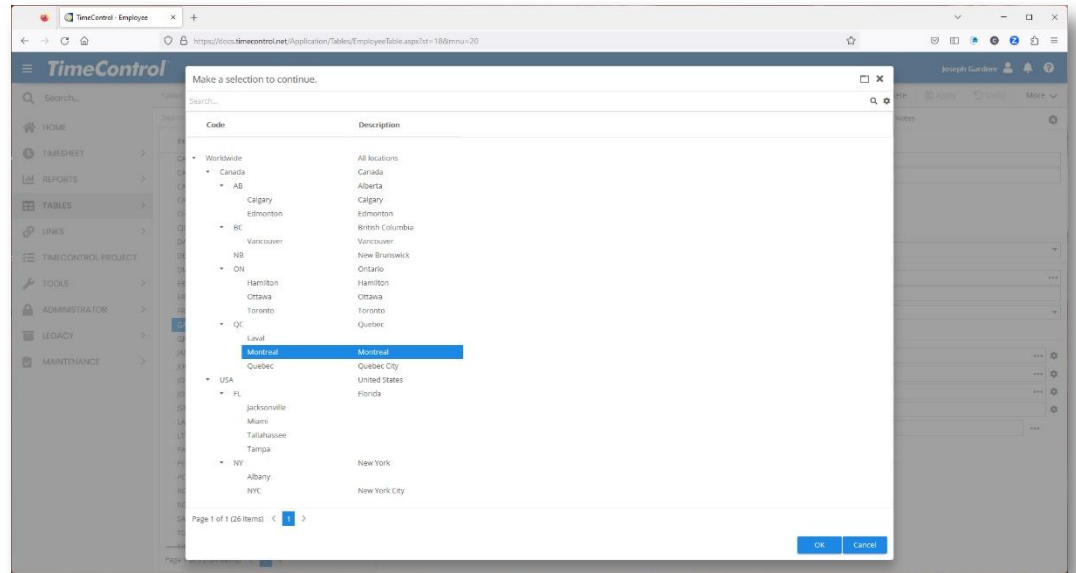 TimeControl - Employee
https://docs.timecontrol.net/Application/Tables/EmployeeTable.aspx?st=18&mnu=20
TimeControl
Joseph Gardner
Search...
HOME
TIMESHEET
REPORTS
TABLES
LINKS
TIMECONTROL PROJECT
TOOLS
ADMINISTRATOR
LEGACY
MAINTENANCE
More
Notes
Make a selection to continue.
Search...
Code Description
Worldwide All locations
Canada Canada
AB Alberta
Calgary Calgary
Edmonton Edmonton
BC British Columbia
Vancouver Vancouver
NB New Brunswick
ON Ontario
Hamilton Hamilton
Ottawa Ottawa
Toronto Toronto
QC Quebec
Laval
Montreal Montreal
Quebec Quebec City
USA United States
FL Florida
Jacksonville
Miami
Tallahassee
Tampa
NY New York
Albany
NYC New York City
Page 1 of 1 (26 items) 1
OK Cancel